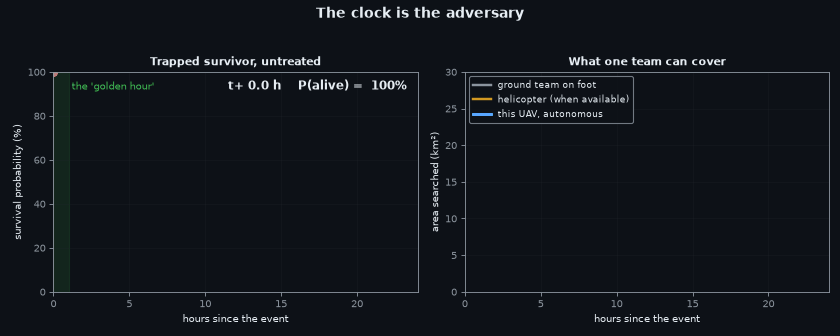 The clock is the adversary
Trapped survivor, untreated
100
80
60
40
20
0
survival probability (%)
the 'golden hour'
t+ 0.0 h P(alive) = 100%
0 5 10 15 20
hours since the event
What one team can cover
30
25
20
15
10
5
0
area searched (km²)
ground team on foot
helicopter (when available)
this UAV, autonomous
0 5 10 15 20
hours since the event